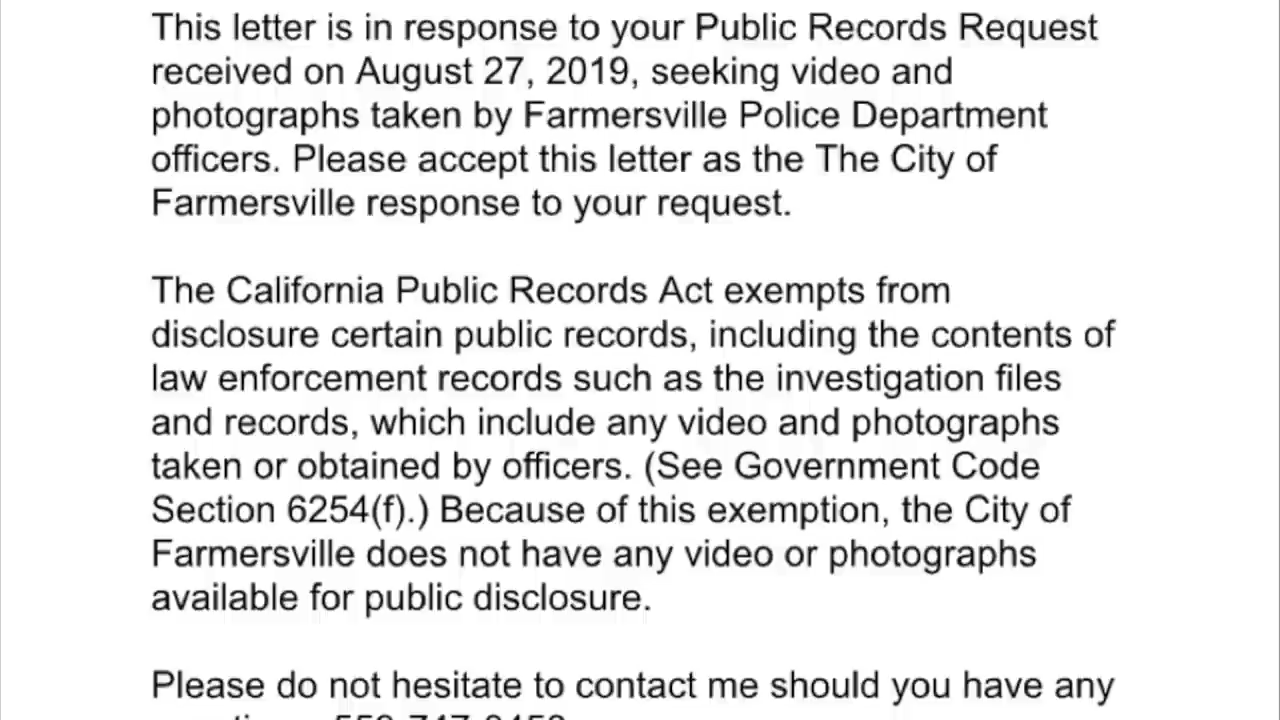 This letter is in response to your Public Records Request
received on August 27, 2019, seeking video and
photographs taken by Farmersville Police Department
officers. Please accept this letter as the The City of
Farmersville response to your request.
The California Public Records Act exempts from
disclosure certain public records, including the contents of
law enforcement records such as the investigation files
and records, which include any video and photographs
taken or obtained by officers. (See Government Code
Section 6254(f).) Because of this exemption, the City of
Farmersville does not have any video or photographs
available for public disclosure.
Please do not hesitate to contact me should you have any